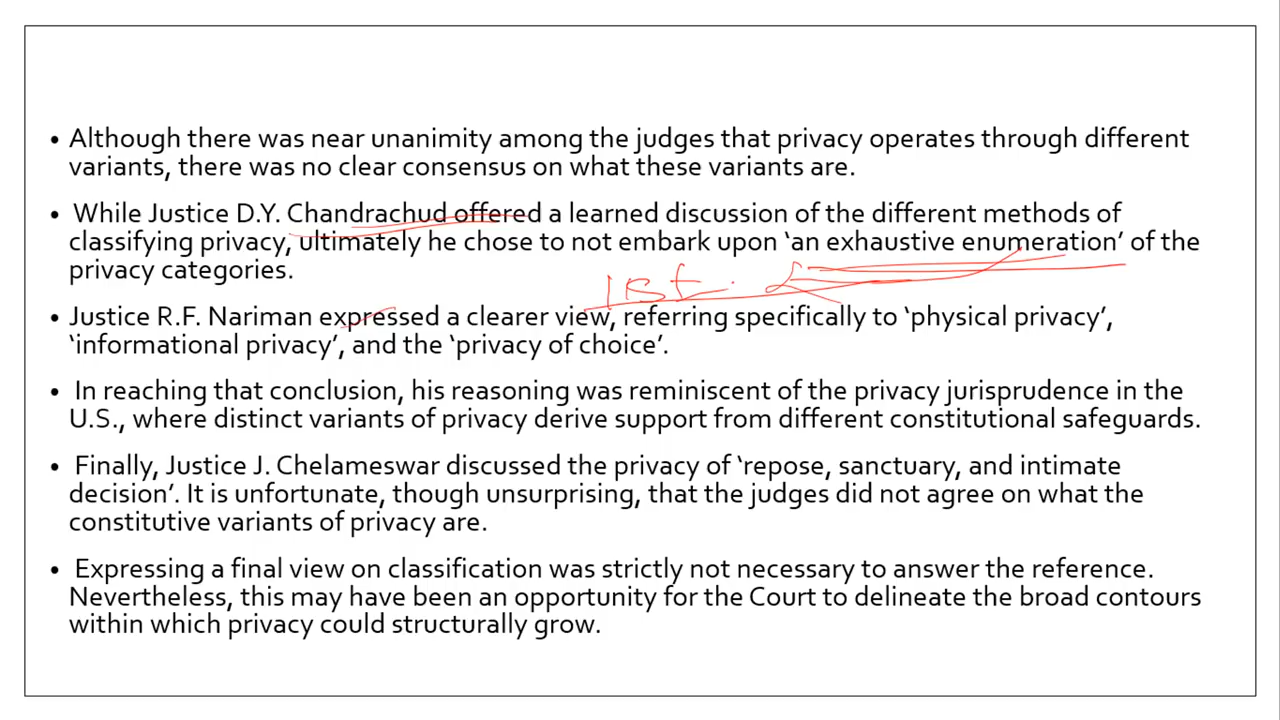 • Although there was near unanimity among the judges that privacy operates through different
variants, there was no clear consensus on what these variants are.
• While Justice D.Y. Chandrachud offered a learned discussion of the different methods of
classifying privacy, ultimately he chose to not embark upon ‘an exhaustive enumeration’ of the
privacy categories.
• Justice R.F. Nariman expressed a clearer view, referring specifically to ‘physical privacy’,
‘informational privacy’, and the ‘privacy of choice’.
• In reaching that conclusion, his reasoning was reminiscent of the privacy jurisprudence in the
U.S., where distinct variants of privacy derive support from different constitutional safeguards.
• Finally, Justice J. Chelameswar discussed the privacy of ‘repose, sanctuary, and intimate
decision’. It is unfortunate, though unsurprising, that the judges did not agree on what the
constitutive variants of privacy are.
• Expressing a final view on classification was strictly not necessary to answer the reference.
Nevertheless, this may have been an opportunity for the Court to delineate the broad contours
within which privacy could structurally grow.